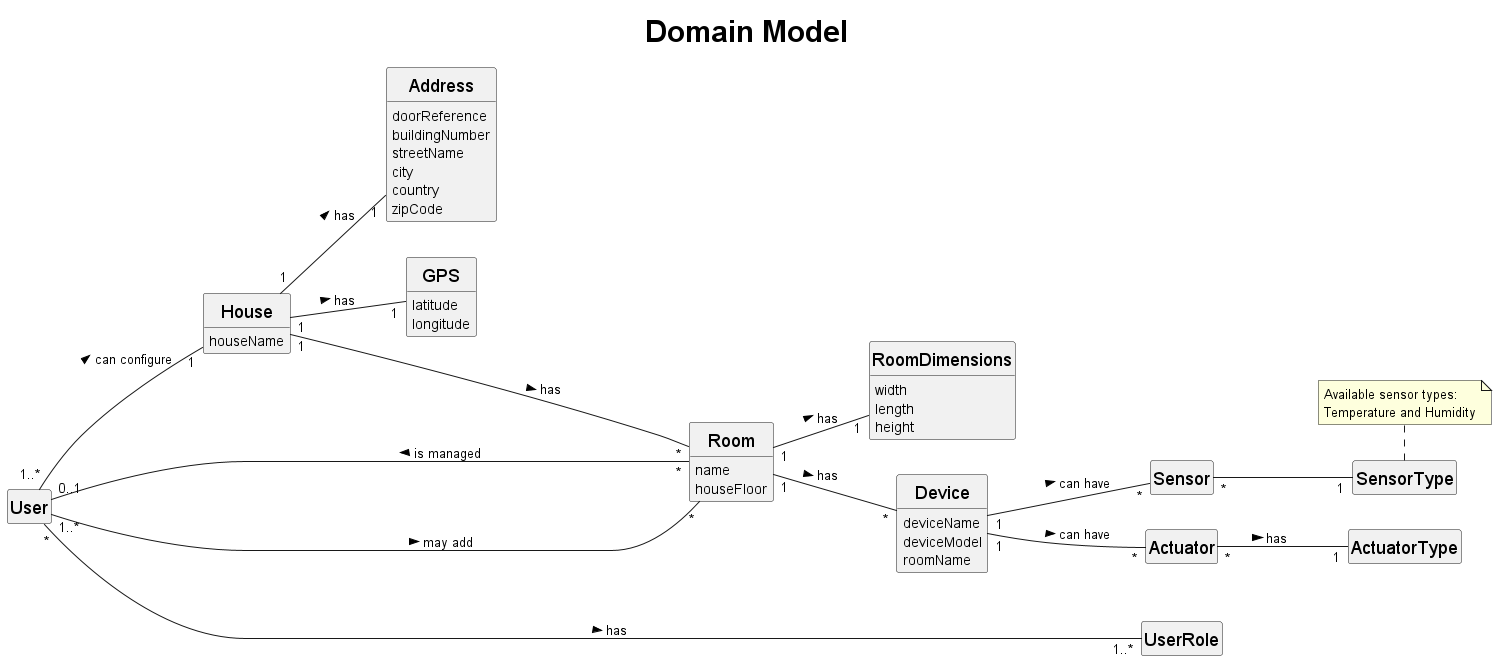 Domain Model
Address
doorReference
buildingNumber
streetName
city
country
zipCode
has
1
1
GPS
latitude
longitude
has
1
1
House
houseName
1
has
can configure
1
1..*
RoomDimensions
width
length
height
has
1
1
Available sensor types:
Temperature and Humidity
Room
name
houseFloor
*
*
is managed
0..1
has
1
*
Device
deviceName
deviceModel
roomName
can have
1
*
Sensor
*
1
SensorType
User
1..*
may add
*
can have
1
*
Actuator
*
has
1
ActuatorType
*
has
1..*
UserRole